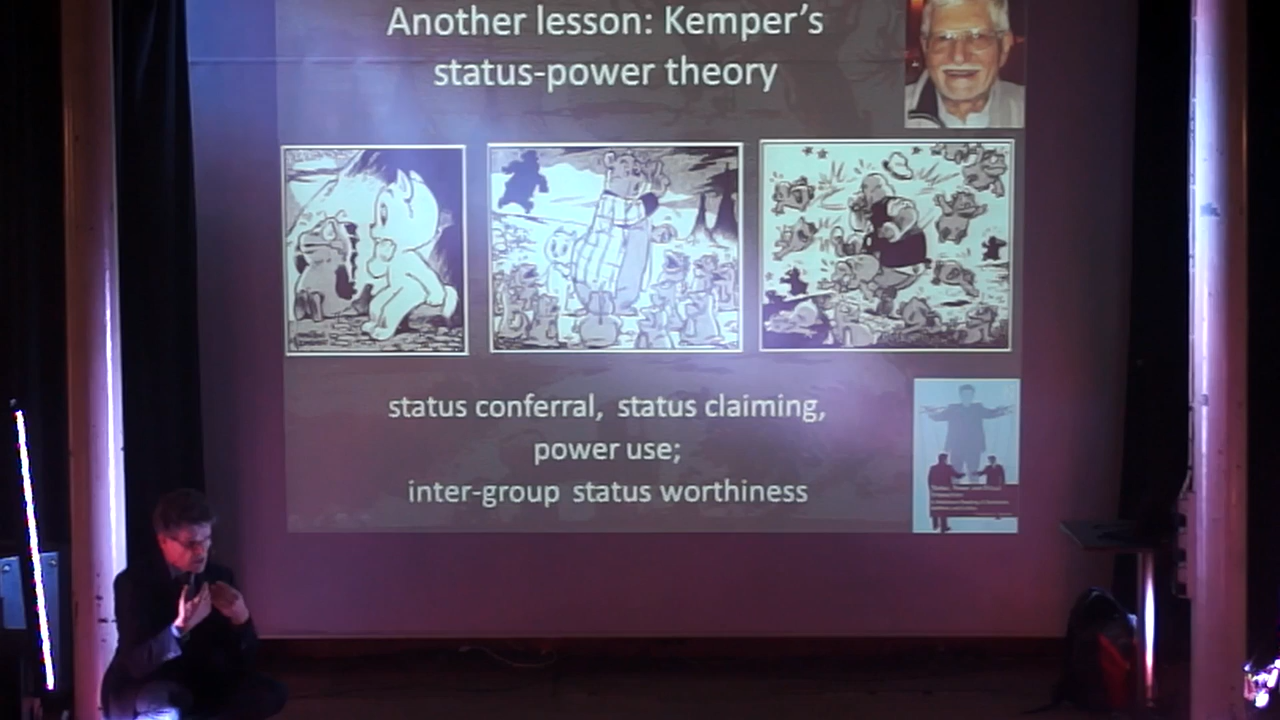 Another lesson: Kemper's
status-power theory
status conferral, status claiming,
power use;
inter-group status worthiness